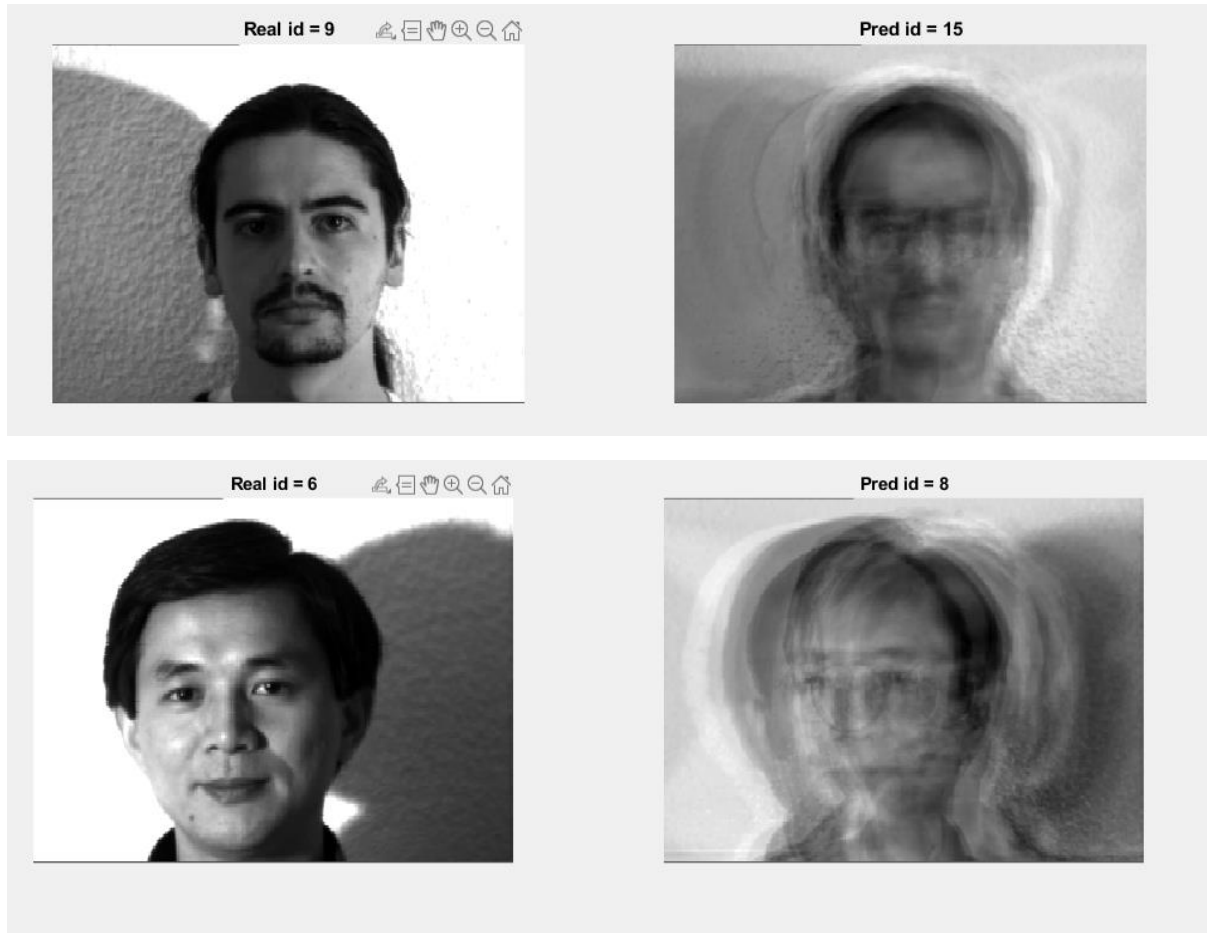 Real id = 9
Pred id = 15
Real id = 6
Pred id = 8